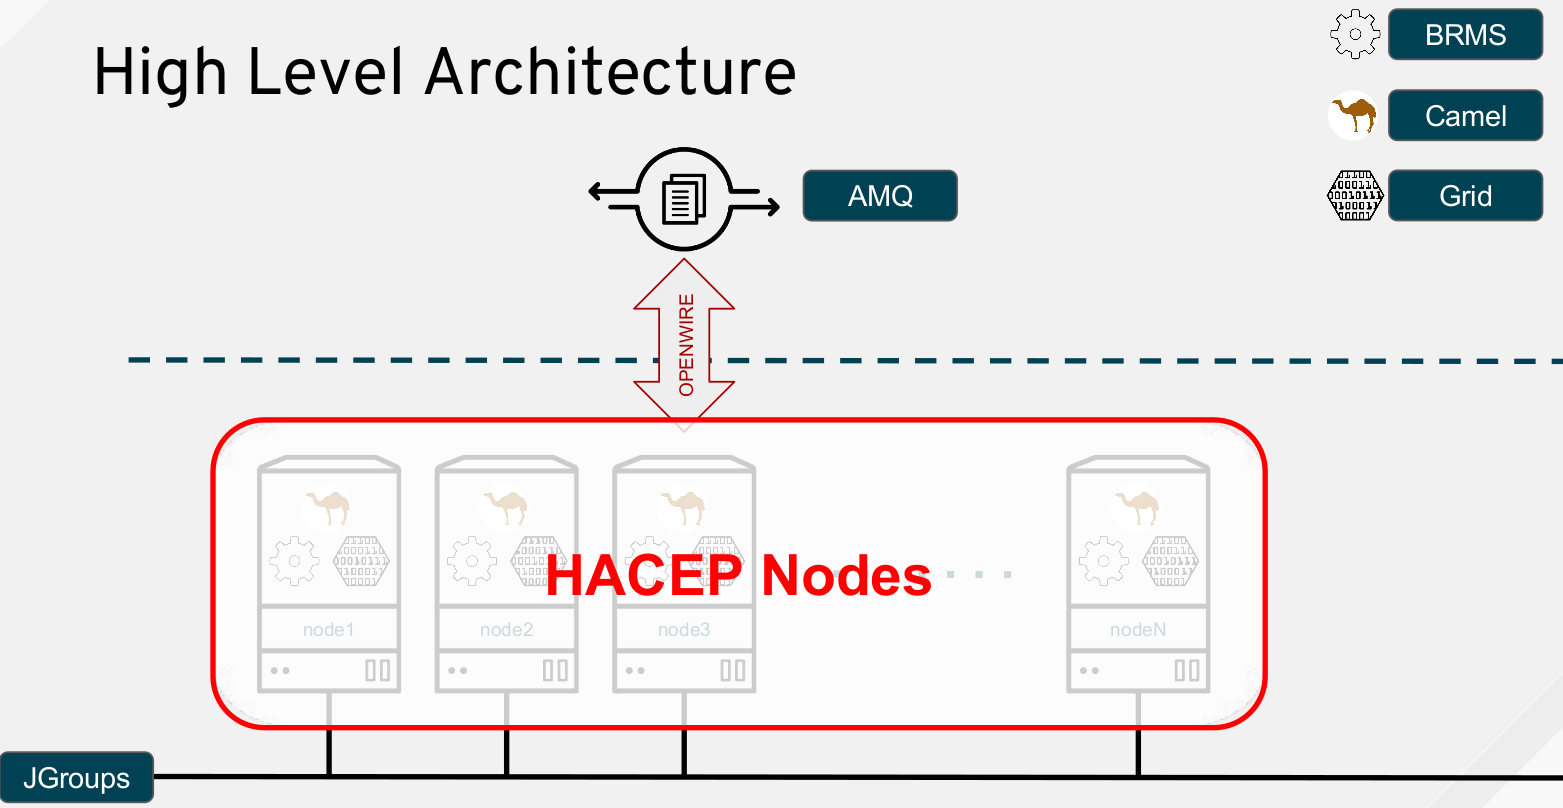 High Level Architecture
BRMS
Camel
Grid
AMQ
OPENWIRE
HACEP Nodes
node1
node2
node3
nodeN
JGroups